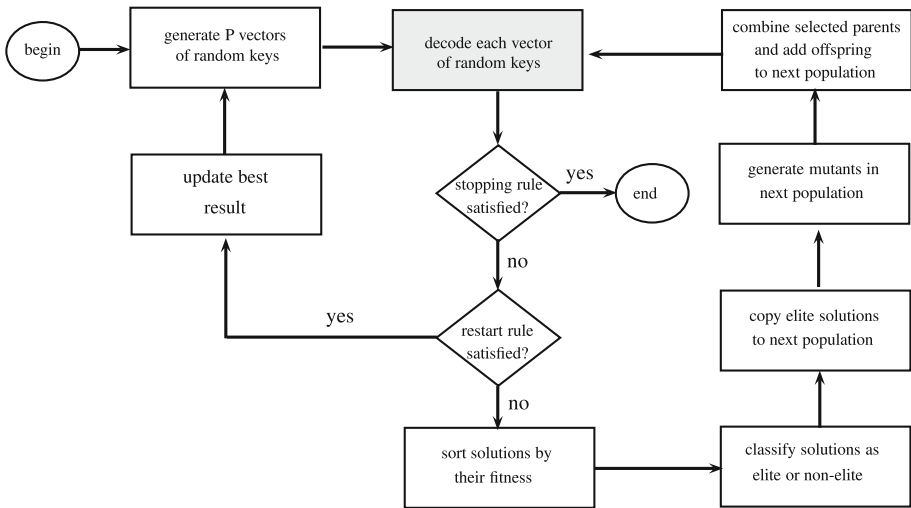 begin
generate P vectors
of random keys
decode each vector
of random keys
combine selected parents
and add offspring
to next population
update best
result
stopping rule
satisfied?
yes
end
generate mutants in
next population
no
yes
restart rule
satisfied?
copy elite solutions
to next population
no
sort solutions by
their fitness
classify solutions as
elite or non-elite